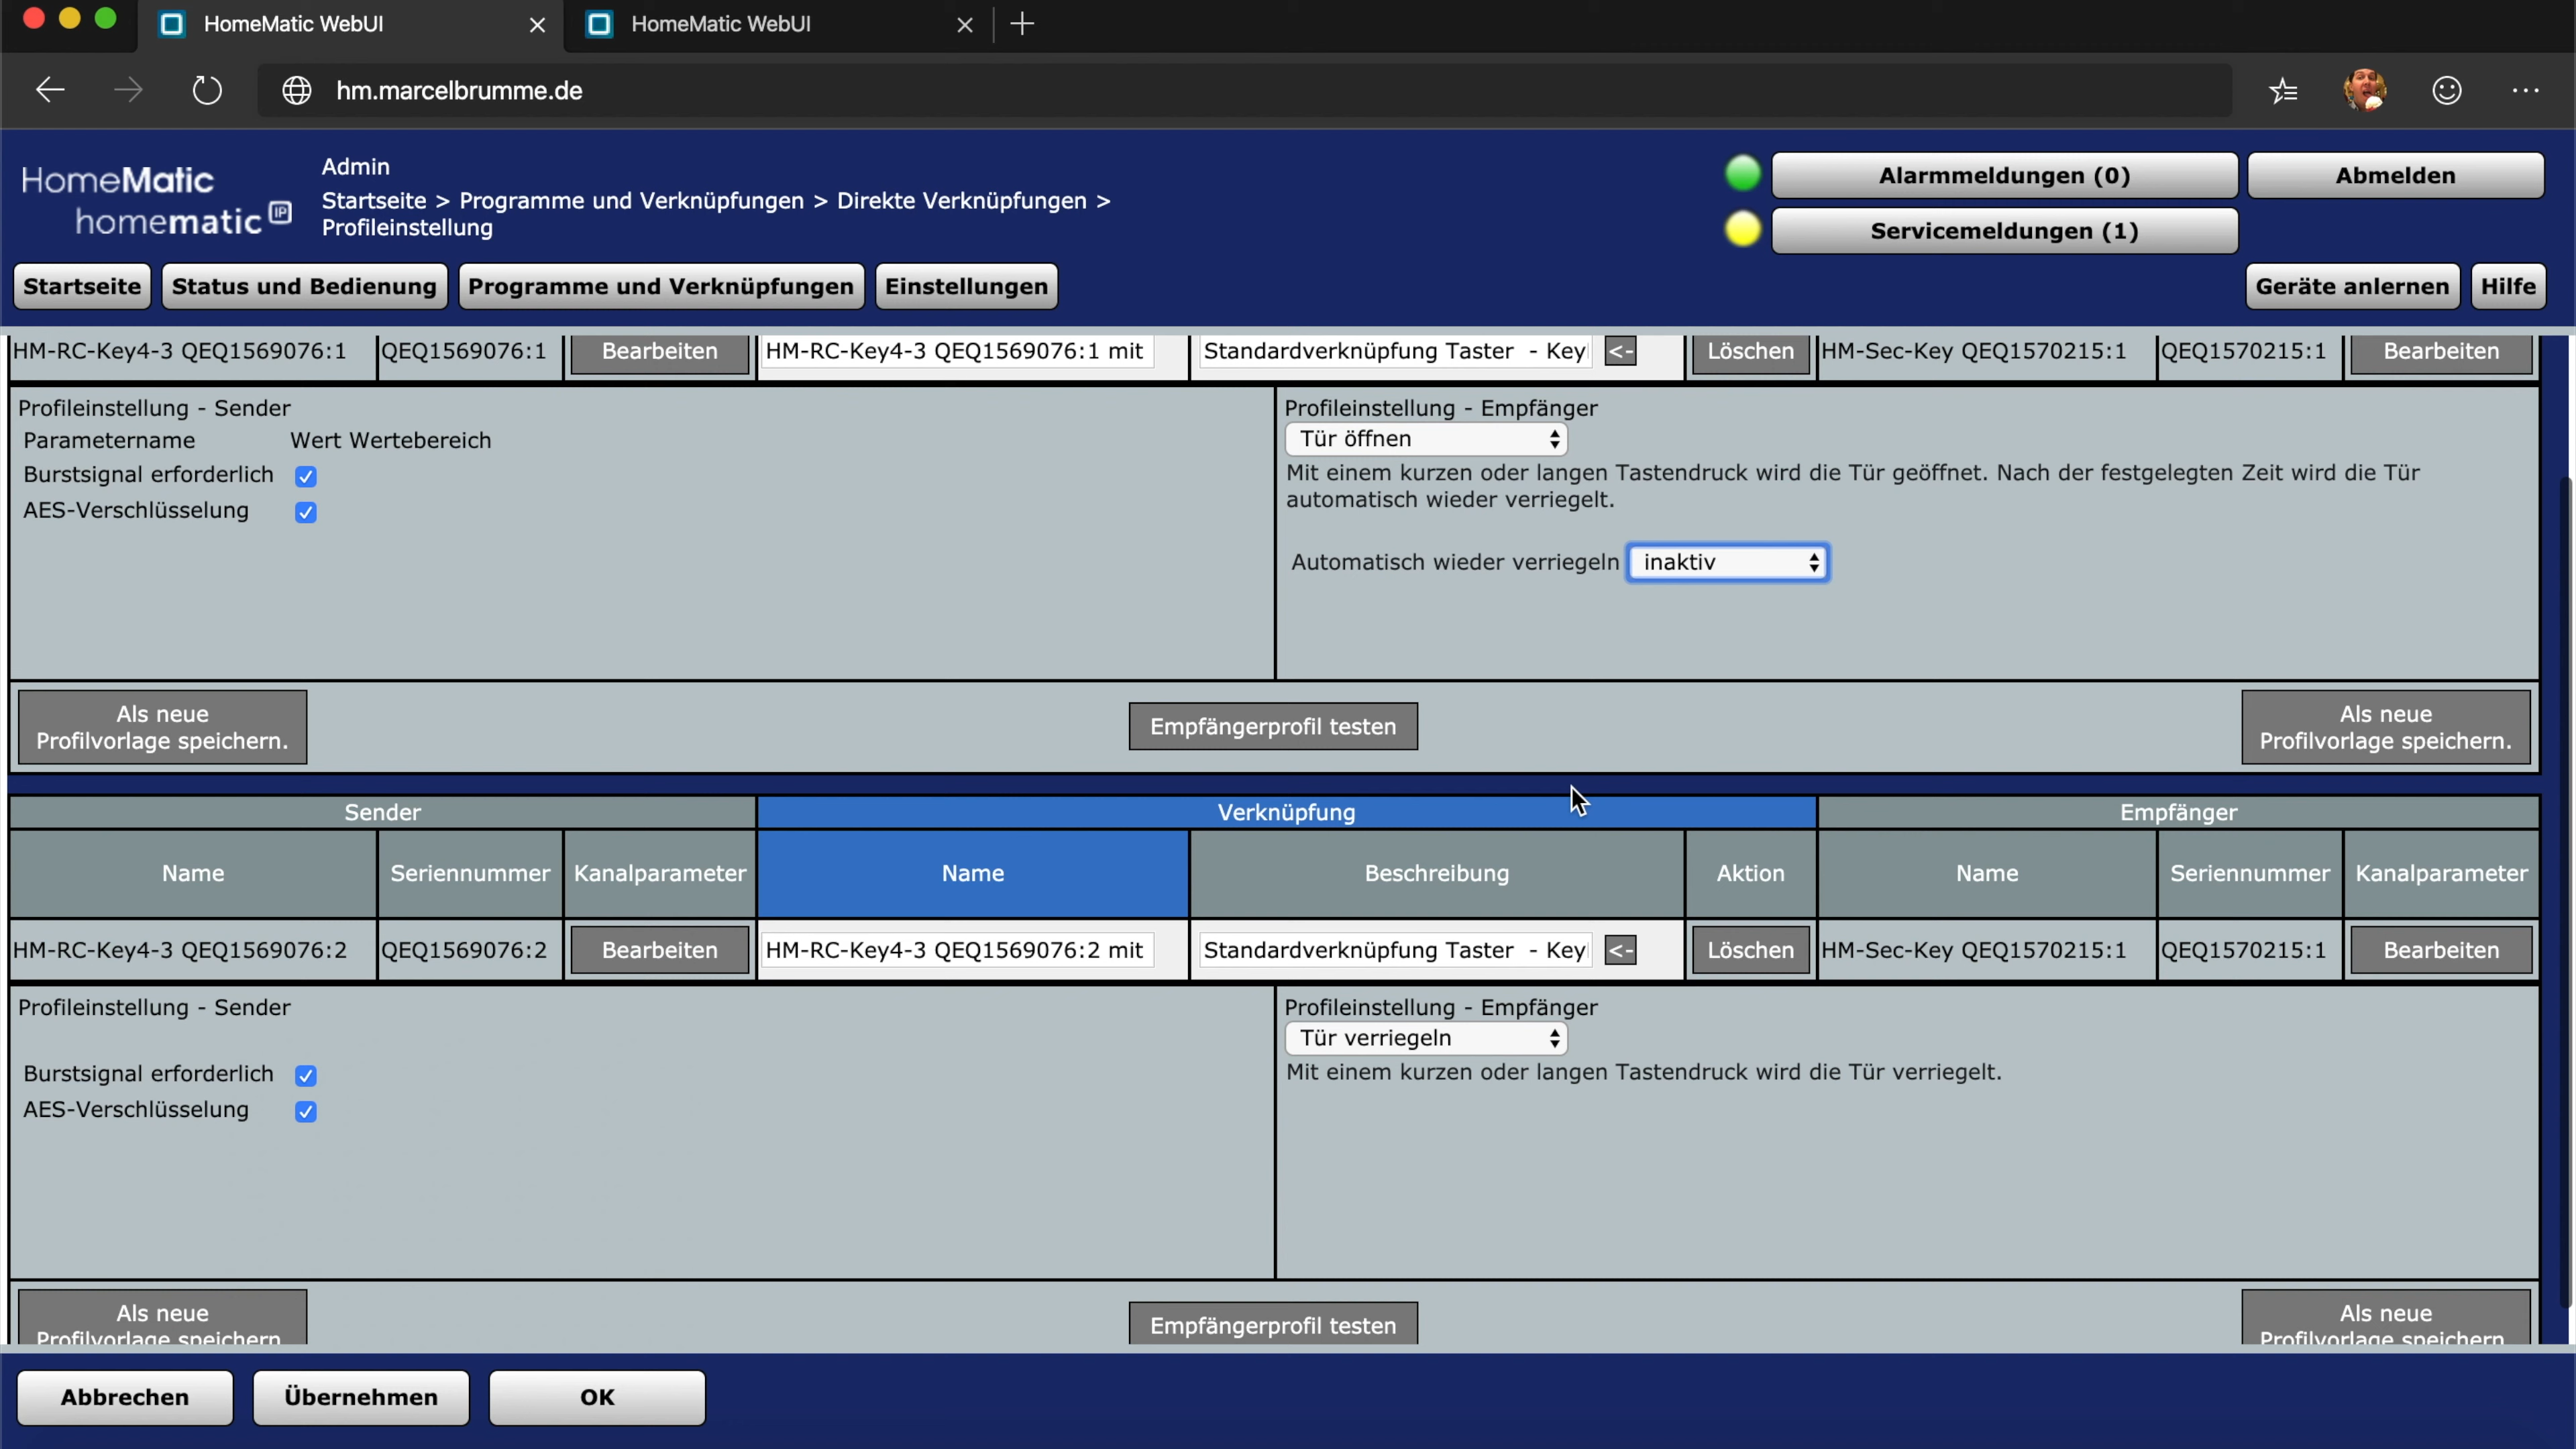 HomeMatic WebUI
HomeMatic WebUI
hm.marcelbrumme.de
HomeMatic
homematic IP
Admin
Startseite > Programme und Verknüpfungen > Direkte Verknüpfungen >
Profileinstellung
Alarmmeldungen (0)
Abmelden
Servicemeldungen (1)
Startseite
Status und Bedienung
Programme und Verknüpfungen
Einstellungen
Geräte anlernen
Hilfe
HM-RC-Key4-3 QEQ1569076:1
QEQ1569076:1
Bearbeiten
HM-RC-Key4-3 QEQ1569076:1 mit
Standardverknüpfung Taster - Key
<-
Löschen
HM-Sec-Key QEQ1570215:1
QEQ1570215:1
Bearbeiten
Profileinstellung - Sender
Parametername Wert Wertebereich
Burstsignal erforderlich
AES-Verschlüsselung
Profileinstellung - Empfänger
Tür öffnen
Mit einem kurzen oder langen Tastendruck wird die Tür geöffnet. Nach der festgelegten Zeit wird die Tür
automatisch wieder verriegelt.
Automatisch wieder verriegeln inaktiv
Als neue
Profilvorlage speichern.
Empfängerprofil testen
Als neue
Profilvorlage speichern.
Sender
Verknüpfung
Empfänger
Name
Seriennummer
Kanalparameter
Name
Beschreibung
Aktion
Name
Seriennummer
Kanalparameter
HM-RC-Key4-3 QEQ1569076:2
QEQ1569076:2
Bearbeiten
HM-RC-Key4-3 QEQ1569076:2 mit
Standardverknüpfung Taster - Key
<-
Löschen
HM-Sec-Key QEQ1570215:1
QEQ1570215:1
Bearbeiten
Profileinstellung - Sender
Burstsignal erforderlich
AES-Verschlüsselung
Profileinstellung - Empfänger
Tür verriegeln
Mit einem kurzen oder langen Tastendruck wird die Tür verriegelt.
Als neue
Profilvorlage speichern
Empfängerprofil testen
Als neue
Profilvorlage speichern
Abbrechen
Übernehmen
OK